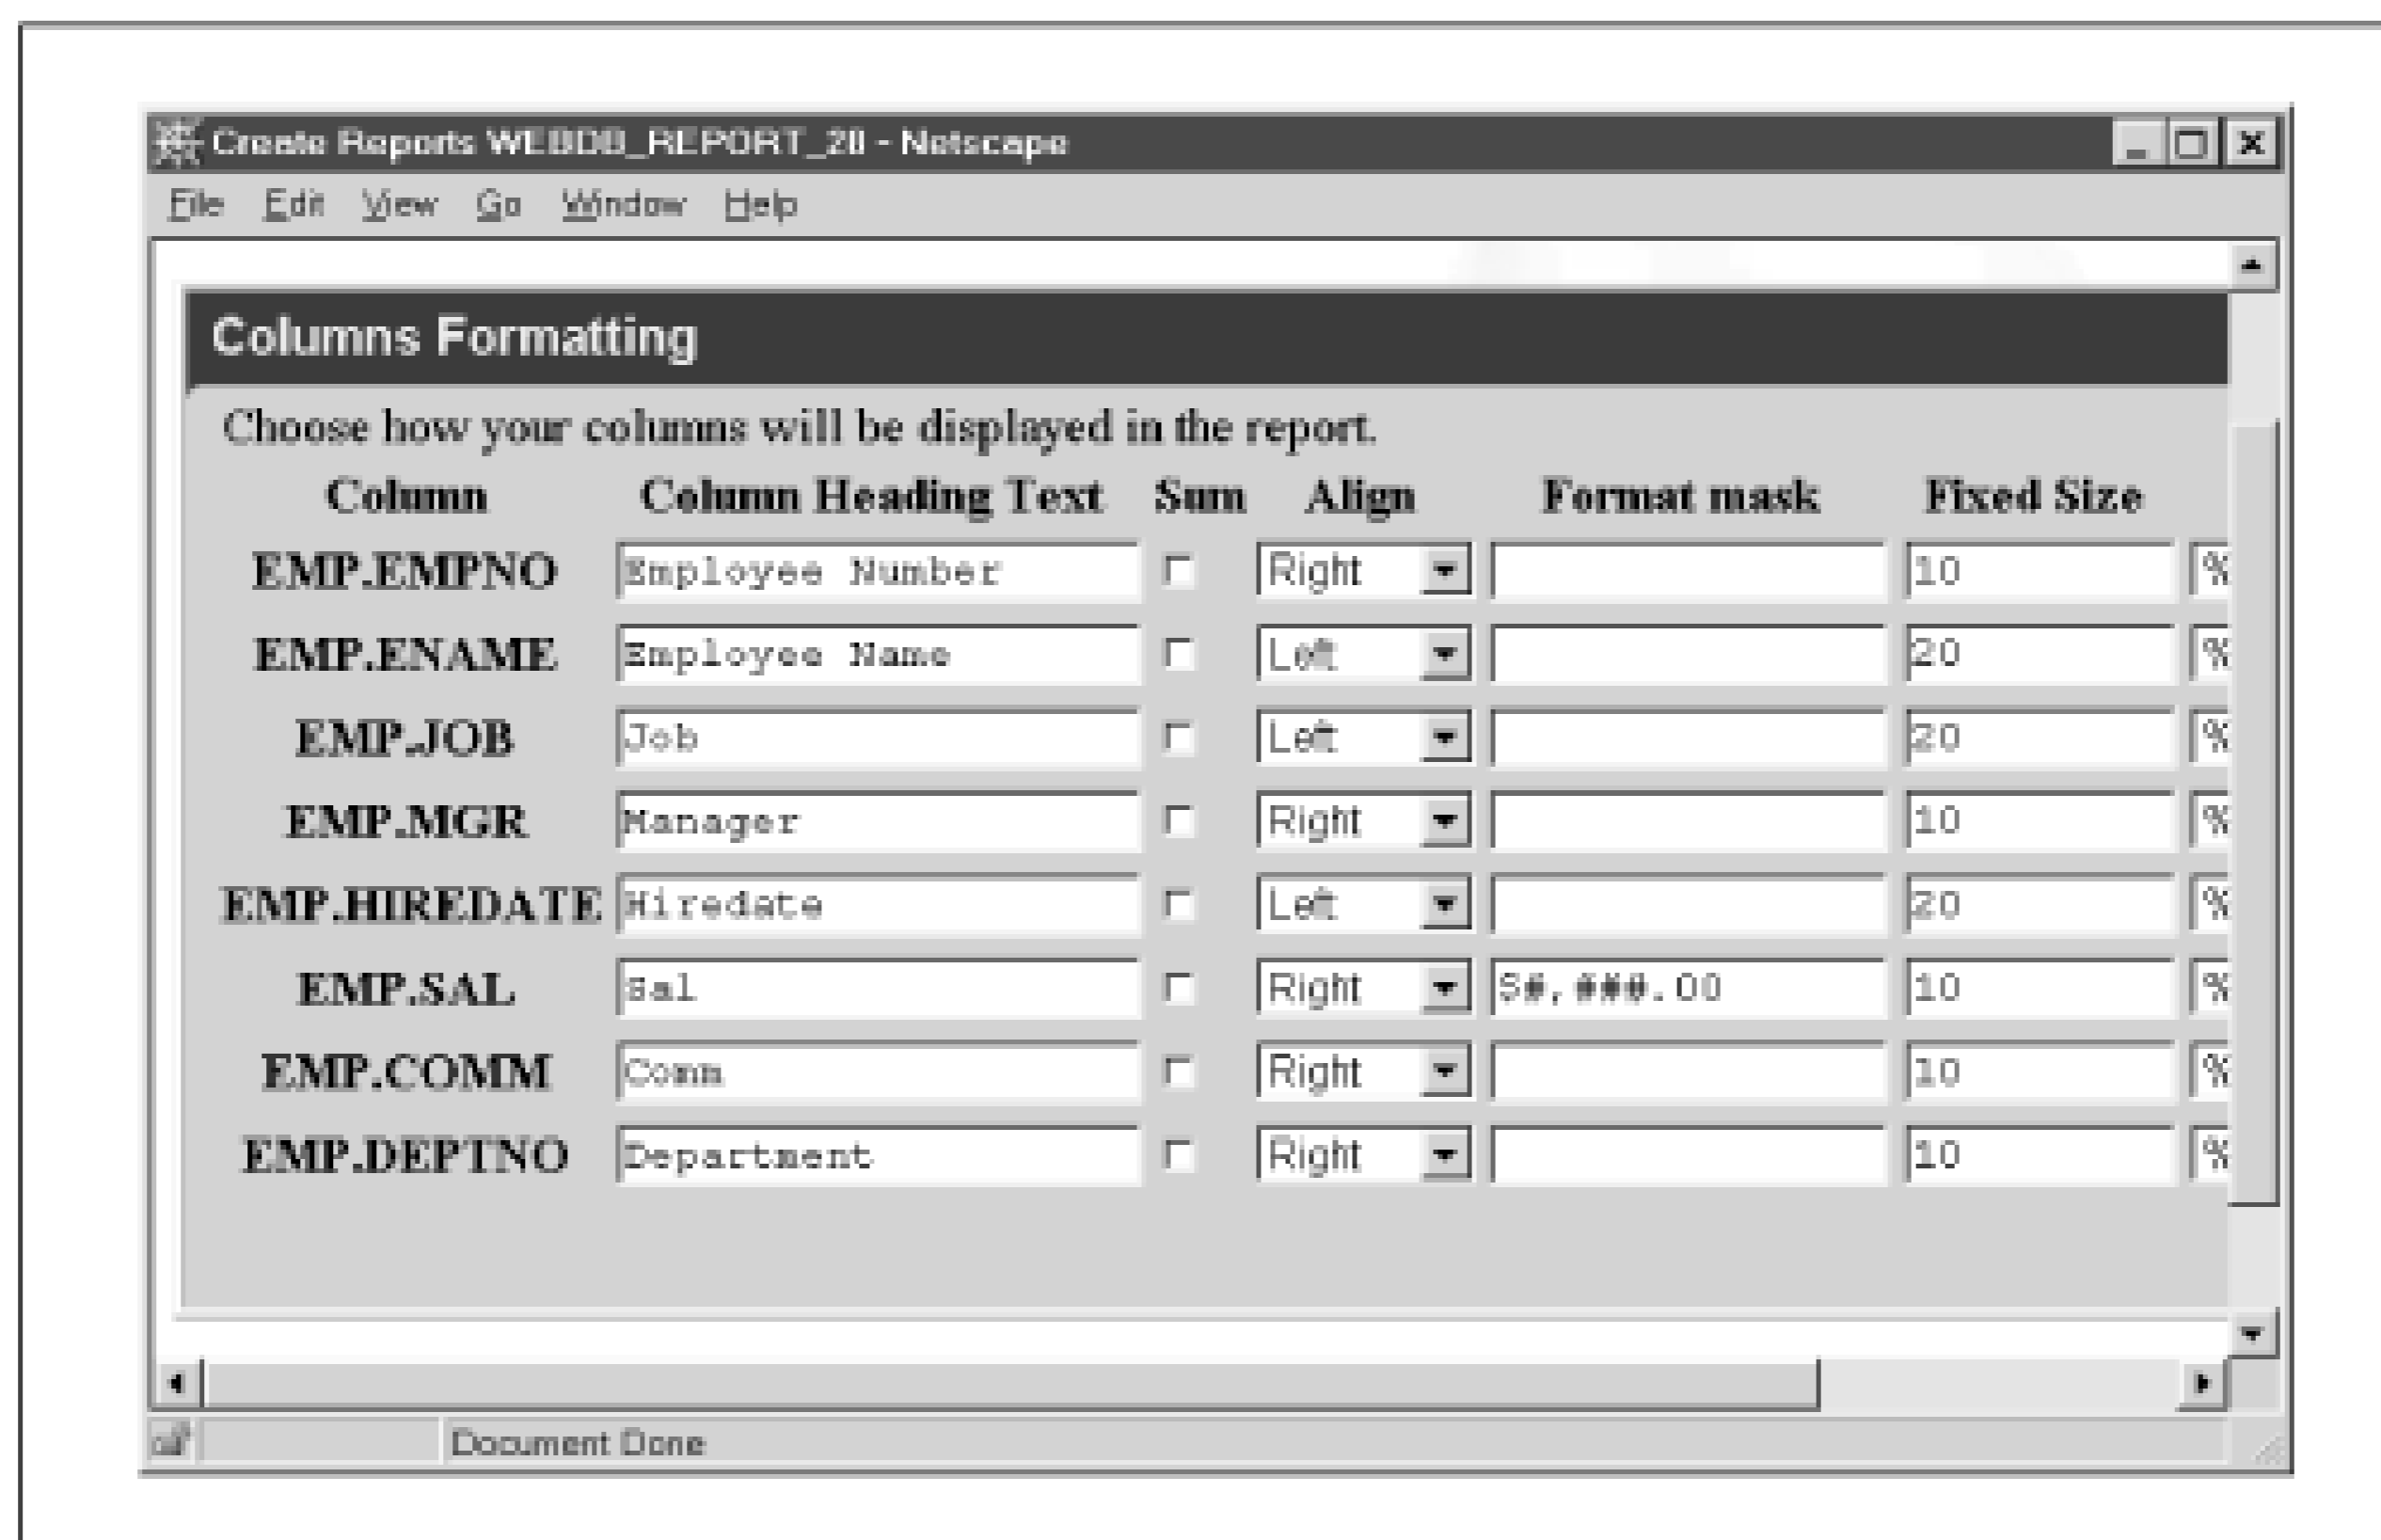 Create Reports WEBDB_REPORT_28 - Netscape
File Edit View Go Window Help
Columns Formatting
Choose how your columns will be displayed in the report.
Column Column Heading Text Sum Align Format mask Fixed Size
EMP.EMPNO Employee Number Right 10 %
EMP.ENAME Employee Name Left 20 %
EMP.JOB Job Left 20 %
EMP.MGR Manager Right 10 %
EMP.HIREDATE Hiredate Left 20 %
EMP.SAL Sal Right $#,###.00 10 %
EMP.COMM Comm Right 10 %
EMP.DEPTNO Department Right 10 %
Document Done